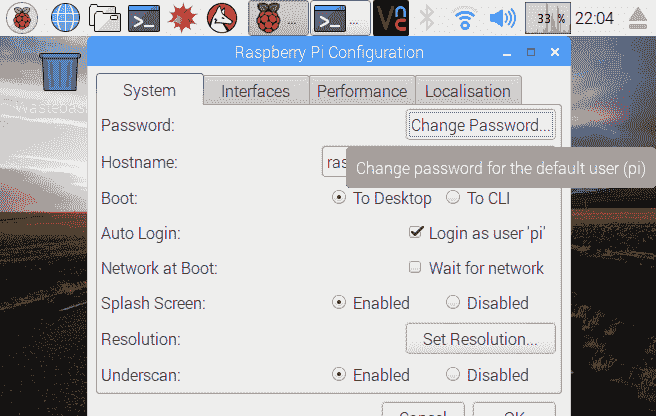 33 % 22:04
Raspberry Pi Configuration
Wastebas
System Interfaces Performance Localisation
Password: Change Password...
Hostname: ras
Change password for the default user (pi)
Boot: To Desktop To CLI
Auto Login: Login as user 'pi'
Network at Boot: Wait for network
Splash Screen: Enabled Disabled
Resolution: Set Resolution...
Underscan: Enabled Disabled
Cancel OK